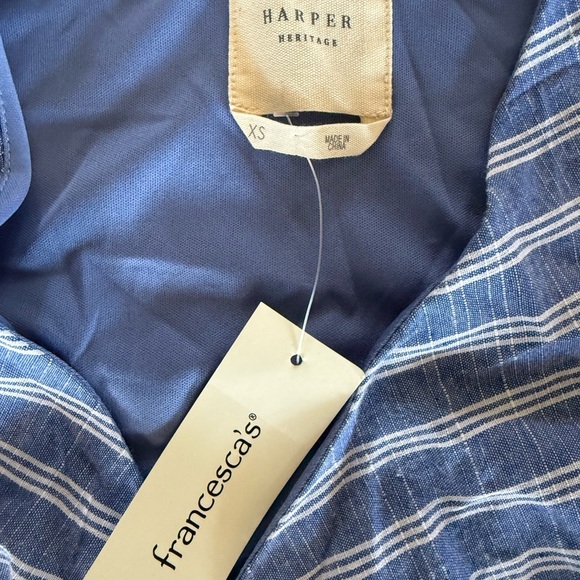 HARPER
HERITAGE
XS
MADE IN
CHINA
francesca's®